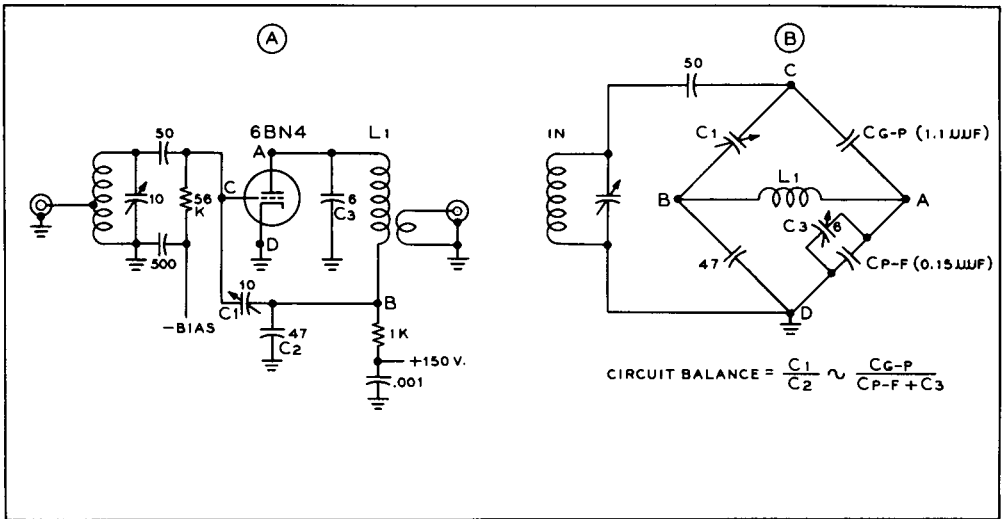 A
50
6BN4
L1
A
10
56
K
C
6
C3
D
500
10
C1
B
-BIAS
47
C2
1K
+150 V.
.001
B
50
C
IN
C1
CG-P (1.1 UUF)
L1
B
A
C3
6
47
CP-F (0.15 UUF)
D
CIRCUIT BALANCE = C1/C2 ~ CG-P/CP-F + C3